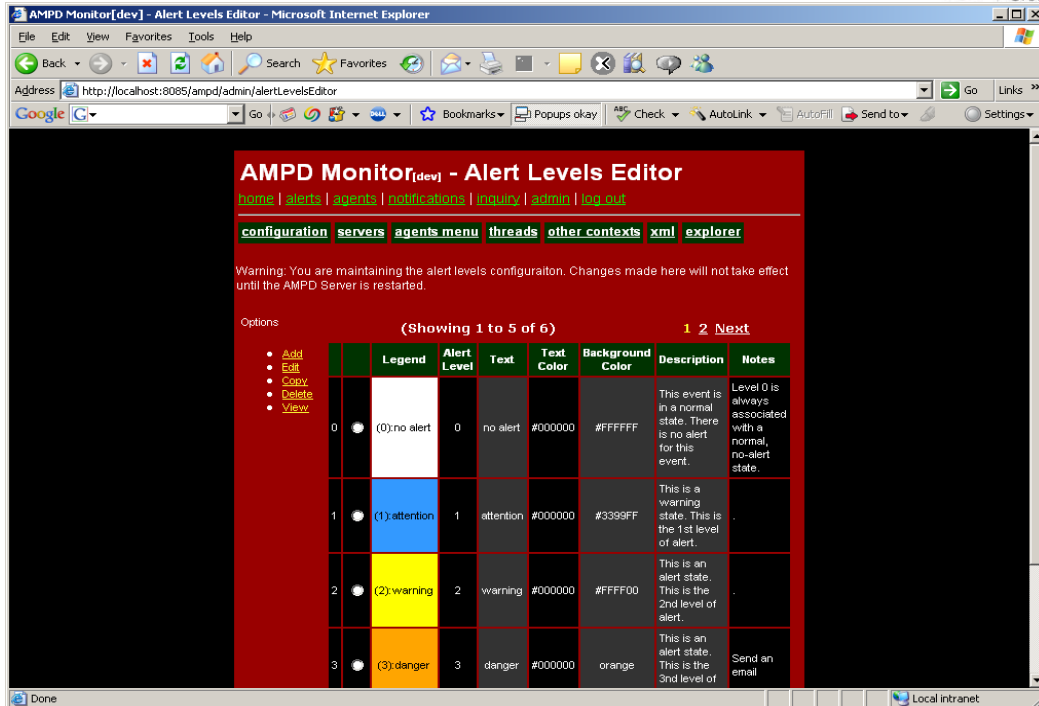 AMPD Monitor[dev] - Alert Levels Editor - Microsoft Internet Explorer
File Edit View Favorites Tools Help
Back Search Favorites
Address http://localhost:8085/ampd/admin/alertLevelsEditor Go Links »
Google G Go DELL Bookmarks Popups okay ABC Check AutoLink AutoFill Send to Settings
AMPD Monitor[dev] - Alert Levels Editor
home | alerts | agents | notifications | inquiry | admin | log out
configuration servers agents menu threads other contexts xml explorer
Warning: You are maintaining the alert levels configuraiton. Changes made here will not take effect
until the AMPD Server is restarted.
Options
(Showing 1 to 5 of 6) 1 2 Next
Add
Edit
Copy
Delete
View
Legend Alert Level Text Text Color Background Color Description Notes
0 (0):no alert 0 no alert #000000 #FFFFFF
This event is
in a normal
state. There
is no alert
for this
event.
Level 0 is
always
associated
with a
normal,
no-alert
state.
1 (1):attention 1 attention #000000 #3399FF
This is a
warning
state. This is
the 1st level
of alert.
.
2 (2):warning 2 warning #000000 #FFFF00
This is an
alert state.
This is the
2nd level of
alert.
.
3 (3):danger 3 danger #000000 orange
This is an
alert state.
This is the
3nd level of
Send an
email
Done Local intranet